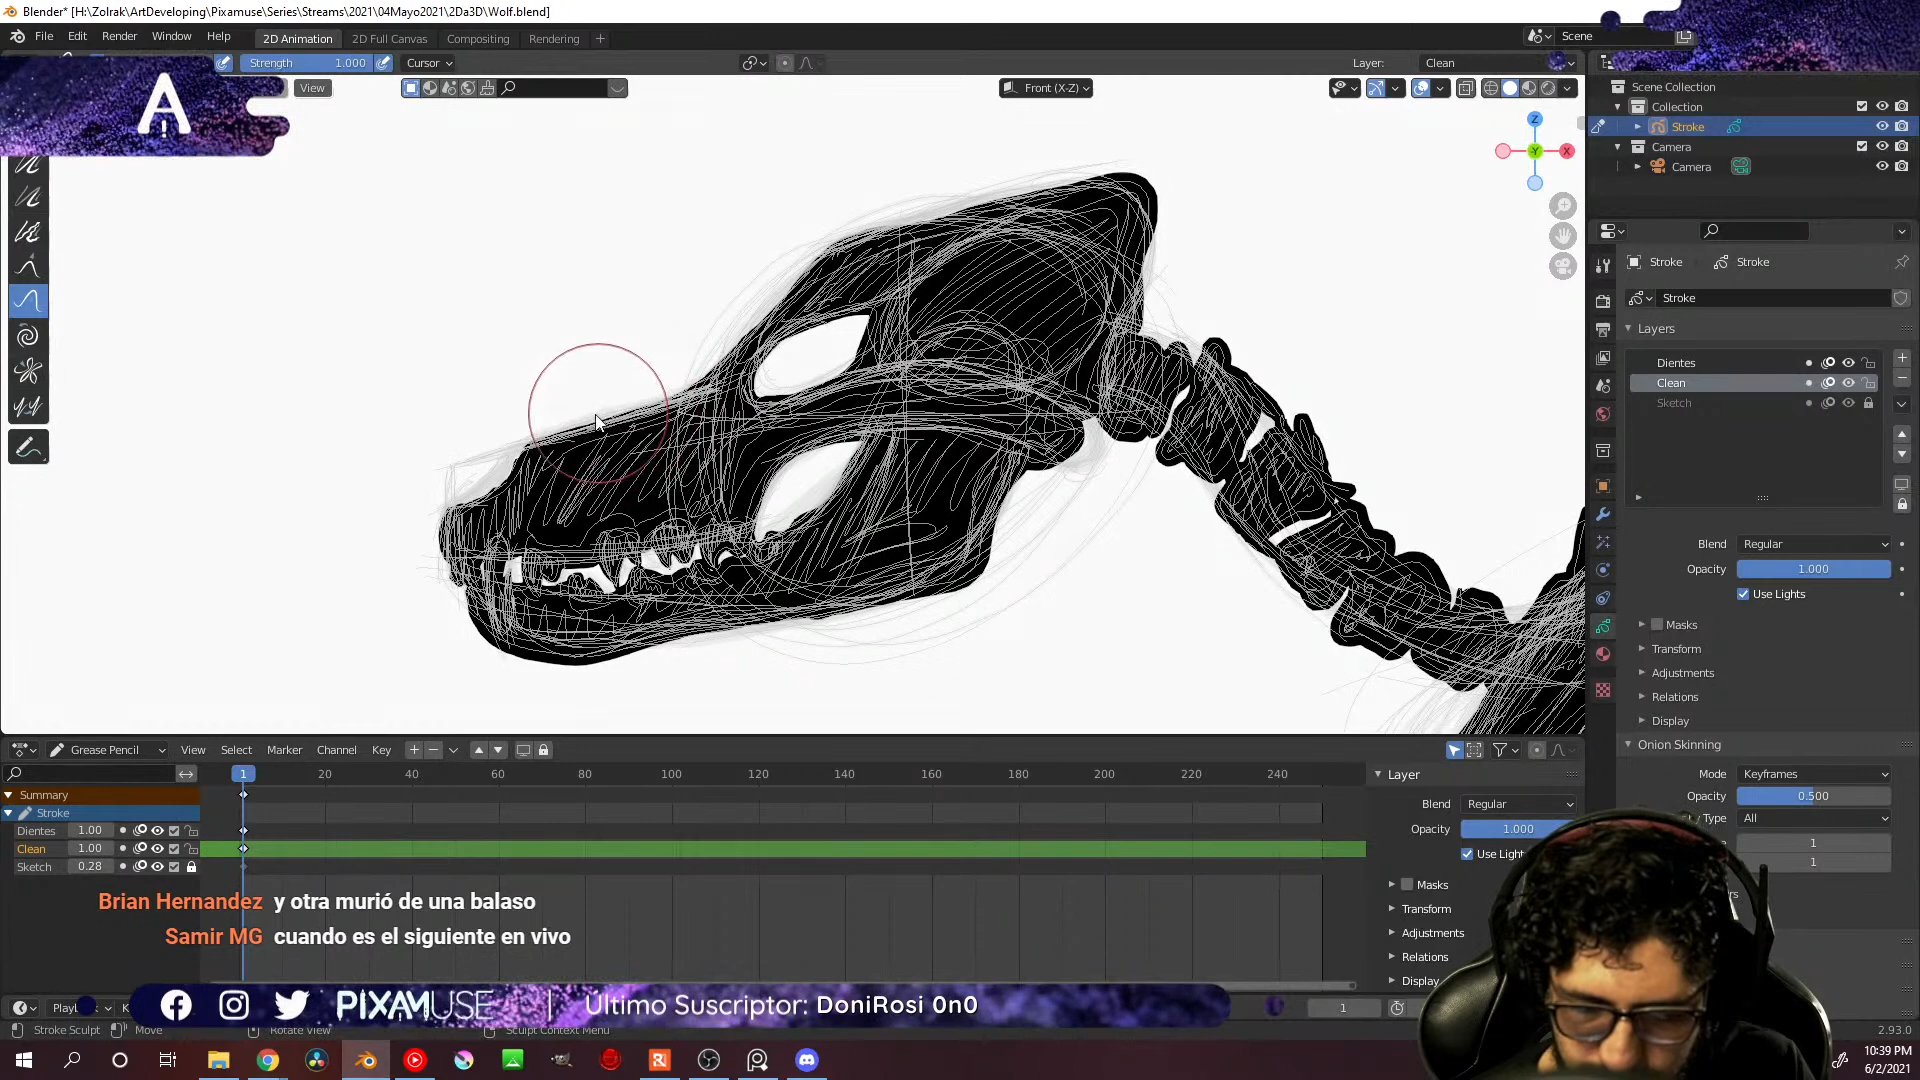 Blender* [H:\Zolrak\ArtDeveloping\Pixamuse\Series\Streams\2021\04Mayo2021\2Da3D\Wolf.blend]
File Edit Render Window Help 2D Animation 2D Full Canvas Compositing Rendering + Scene
Strength 1.000 Cursor Layer: Clean
View Front (X-Z)
A
Z
Y
X
Scene Collection
Collection
Stroke
Camera
Camera
Stroke Stroke
Stroke
Layers
Dientes
Clean
Sketch
Blend Regular
Opacity 1.000
Use Lights
Masks
Transform
Adjustments
Relations
Display
Onion Skinning
Mode Keyframes
Opacity 0.500
Type All
1
1
Grease Pencil View Select Marker Channel Key
1 20 40 60 80 100 120 140 160 180 200 220 240
Summary
Stroke
Dientes 1.00
Clean 1.00
Sketch 0.28
Layer
Blend Regular
Opacity 1.000
Masks
Transform
Adjustments
Relations
Display
Brian Hernandez y otra murió de una balaso
Samir MG cuando es el siguiente en vivo
PIXAMUSE | Último Suscriptor: DoniRosi 0n0
1
Stroke Sculpt Move Rotate View Sculpt Context Menu 2.93.0
10:39 PM
6/2/2021